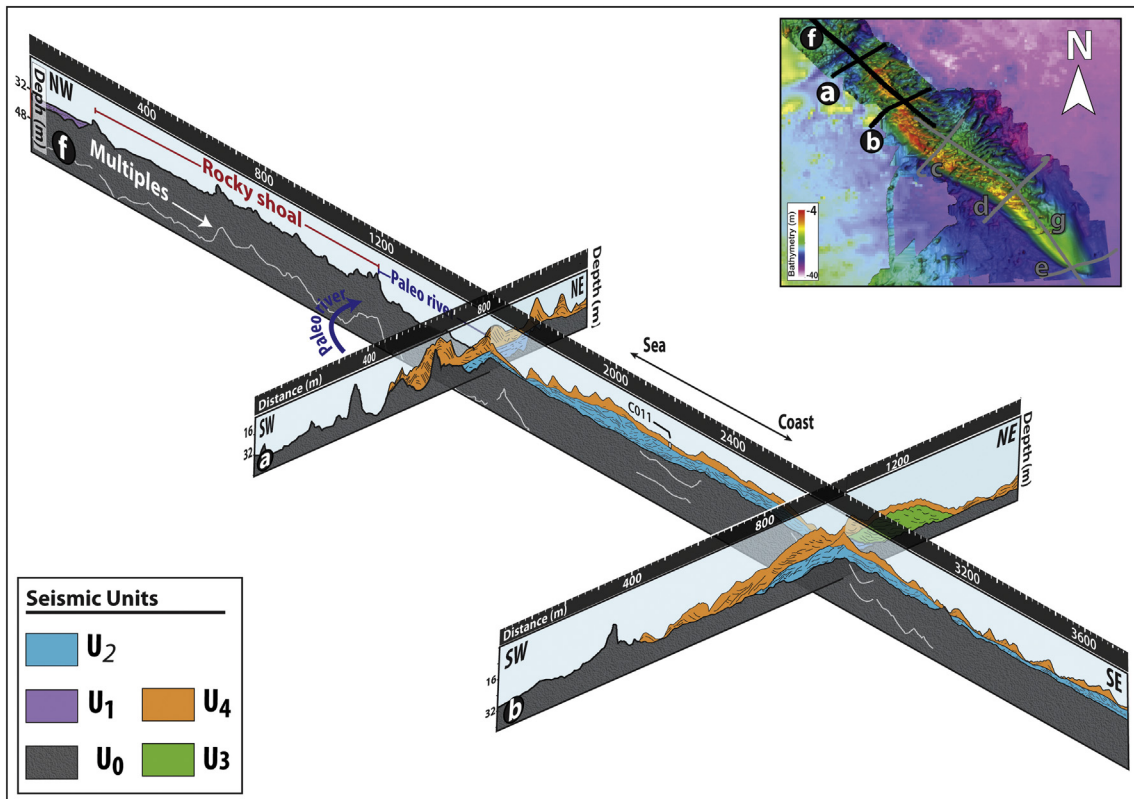 NW
Deph (m)
32
48
f
400
800
1200
Rocky shoal
Multiples
Paleo river
Paleo river
Distance (m)
400
800
NE
Depth (m)
SW
16
32
a
2000
2400
3200
3600
SE
Sea
Coast
C011
Distance (m)
400
800
1200
NE
Depth (m)
SW
16
32
b
f
a
b
c
d
g
e
N
Bathymetry (m)
-4
-40
Seismic Units
U2
U1
U4
U0
U3